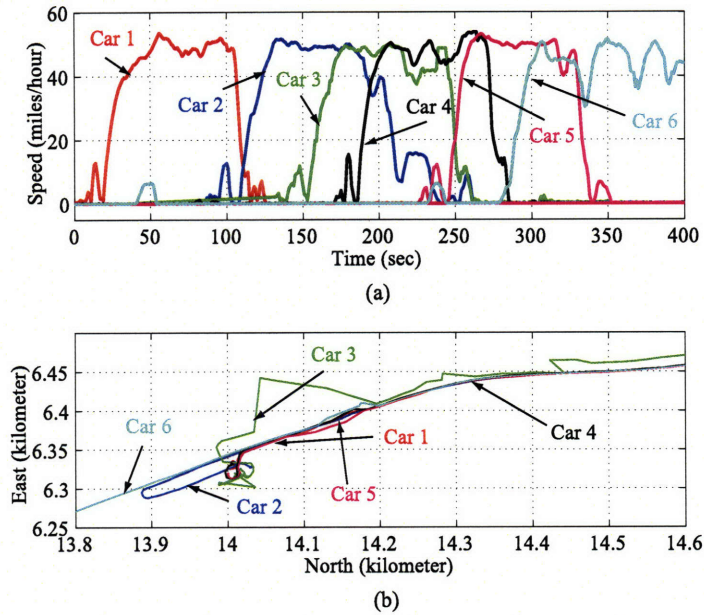 60
40
20
0
Speed (miles/hour)
Car 1
Car 2
Car 3
Car 4
Car 5
Car 6
0 50 100 150 200 250 300 350 400
Time (sec)
(a)
6.5
6.45
6.4
6.35
6.3
6.25
East (kilometer)
Car 3
Car 6
Car 1
Car 4
Car 5
Car 2
13.8 13.9 14 14.1 14.2 14.3 14.4 14.5 14.6
North (kilometer)
(b)